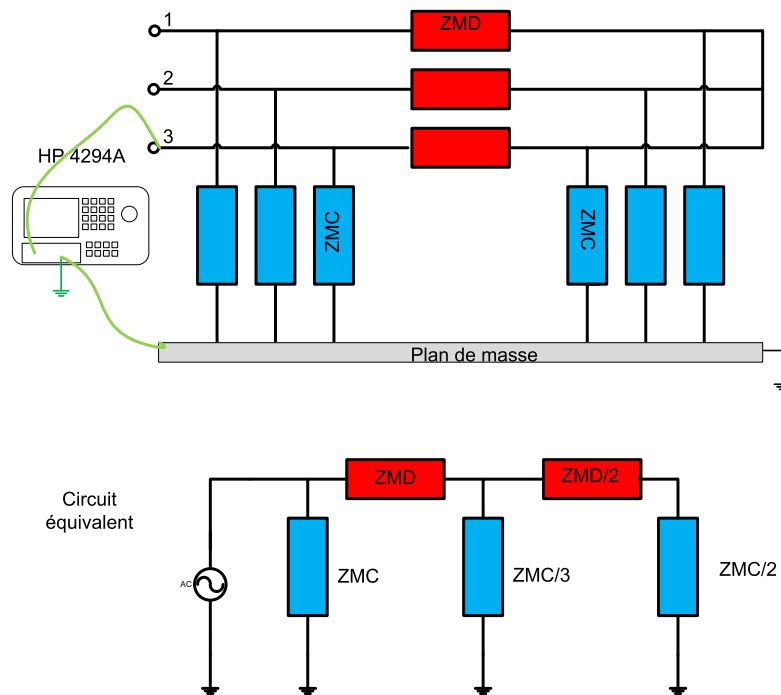 1
ZMD
2
3
HP 4294A
ZMC
ZMC
Plan de masse
Circuit
équivalent
ZMD
ZMD/2
AC
ZMC
ZMC/3
ZMC/2